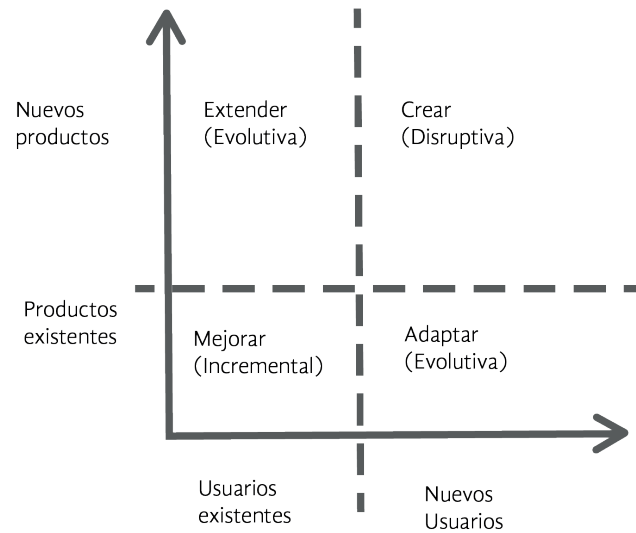 Nuevos
productos
Extender
(Evolutiva)
Crear
(Disruptiva)
Productos
existentes
Mejorar
(Incremental)
Adaptar
(Evolutiva)
Usuarios
existentes
Nuevos
Usuarios